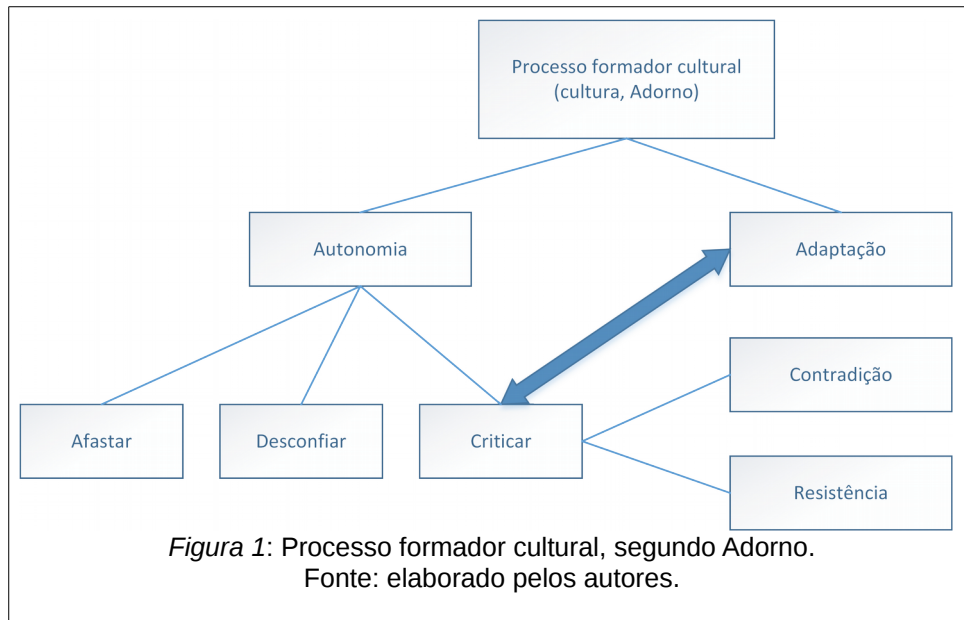 Processo formador cultural
(cultura, Adorno)
Autonomia
Adaptação
Contradição
Afastar
Desconfiar
Criticar
Resistência
Figura 1: Processo formador cultural, segundo Adorno.
Fonte: elaborado pelos autores.